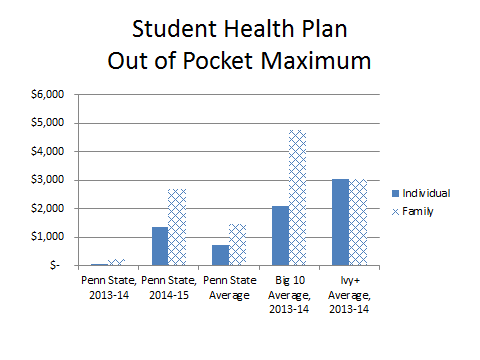 Student Health Plan
Out of Pocket Maximum
$6,000
$5,000
$4,000
$3,000
$2,000
$1,000
$-
Individual
Family
Penn State, 2013-14
Penn State, 2014-15
Penn State Average
Big 10 Average, 2013-14
Ivy+ Average, 2013-14